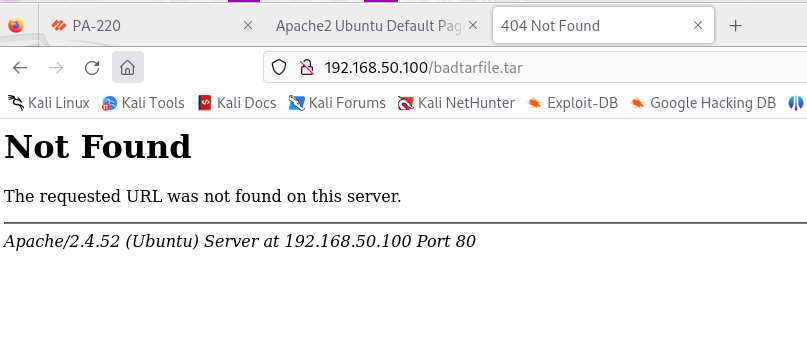 PA-220
Apache2 Ubuntu Default Pag
404 Not Found
192.168.50.100/badtarfile.tar
Kali Linux
Kali Tools
Kali Docs
Kali Forums
Kali NetHunter
Exploit-DB
Google Hacking DB
Not Found
The requested URL was not found on this server.
Apache/2.4.52 (Ubuntu) Server at 192.168.50.100 Port 80